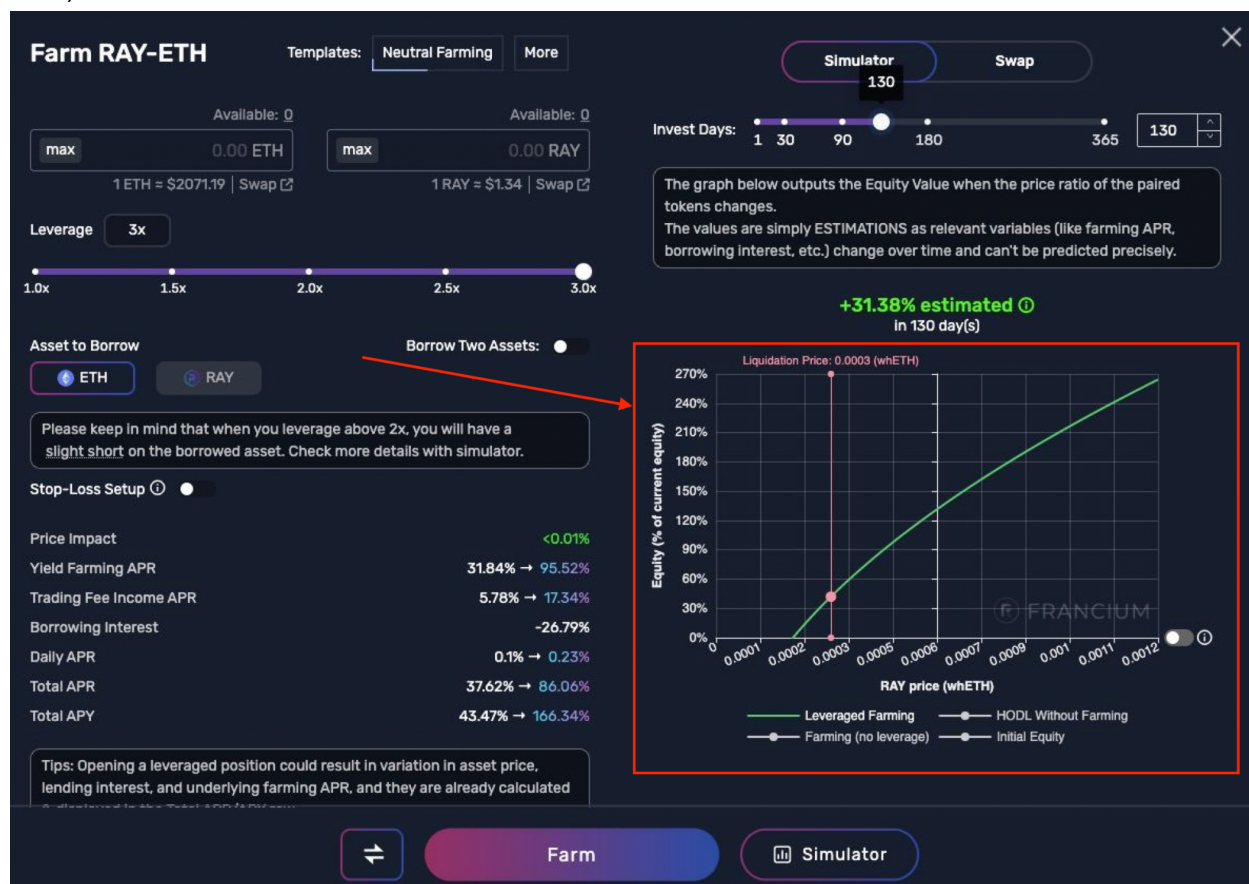 Farm RAY-ETH
Templates: Neutral Farming More
Available: 0 Available: 0
max 0.00 ETH max 0.00 RAY
1 ETH ≈ $2071.19 | Swap 1 RAY ≈ $1.34 | Swap
Leverage 3x
1.0x 1.5x 2.0x 2.5x 3.0x
Asset to Borrow Borrow Two Assets:
ETH RAY
Please keep in mind that when you leverage above 2x, you will have a
slight short on the borrowed asset. Check more details with simulator.
Stop-Loss Setup
Price Impact <0.01%
Yield Farming APR 31.84% → 95.52%
Trading Fee Income APR 5.78% → 17.34%
Borrowing Interest -26.79%
Daily APR 0.1% → 0.23%
Total APR 37.62% → 86.06%
Total APY 43.47% → 166.34%
Tips: Opening a leveraged position could result in variation in asset price,
lending interest, and underlying farming APR, and they are already calculated
Simulator Swap
130
Invest Days: 1 30 90 180 365 130
The graph below outputs the Equity Value when the price ratio of the paired
tokens changes.
The values are simply ESTIMATIONS as relevant variables (like farming APR,
borrowing interest, etc.) change over time and can't be predicted precisely.
+31.38% estimated
in 130 day(s)
Liquidation Price: 0.0003 (whETH)
270%
240%
210%
180%
150%
120%
90%
60%
30%
0%
Equity (% of current equity)
FRANCIUM
0 0.0001 0.0002 0.0003 0.0005 0.0006 0.0007 0.0009 0.001 0.0011 0.0012
RAY price (whETH)
Leveraged Farming HODL Without Farming
Farming (no leverage) Initial Equity
Farm Simulator